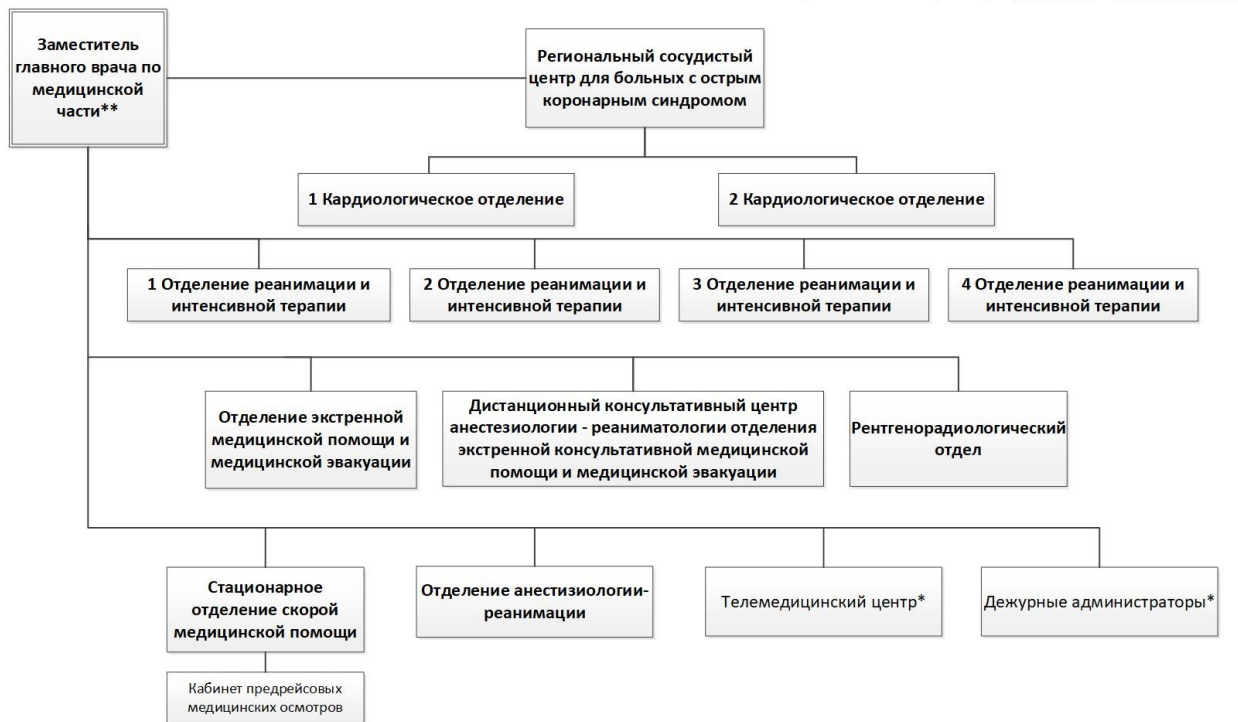 Заместитель
главного врача по
медицинской
части**
Региональный сосудистый
центр для больных с острым
коронарным синдромом
1 Кардиологическое отделение
2 Кардиологическое отделение
1 Отделение реанимации и
интенсивной терапии
2 Отделение реанимации и
интенсивной терапии
3 Отделение реанимации и
интенсивной терапии
4 Отделение реанимации и
интенсивной терапии
Отделение экстренной
медицинской помощи и
медицинской эвакуации
Дистанционный консультативный центр
анестезиологии - реаниматологии отделения
экстренной консультативной медицинской
помощи и медицинской эвакуации
Рентгенорадиологический
отдел
Стационарное
отделение скорой
медицинской помощи
Отделение анестизиологии-
реанимации
Телемедицинский центр*
Дежурные администраторы*
Кабинет предрейсовых
медицинских осмотров